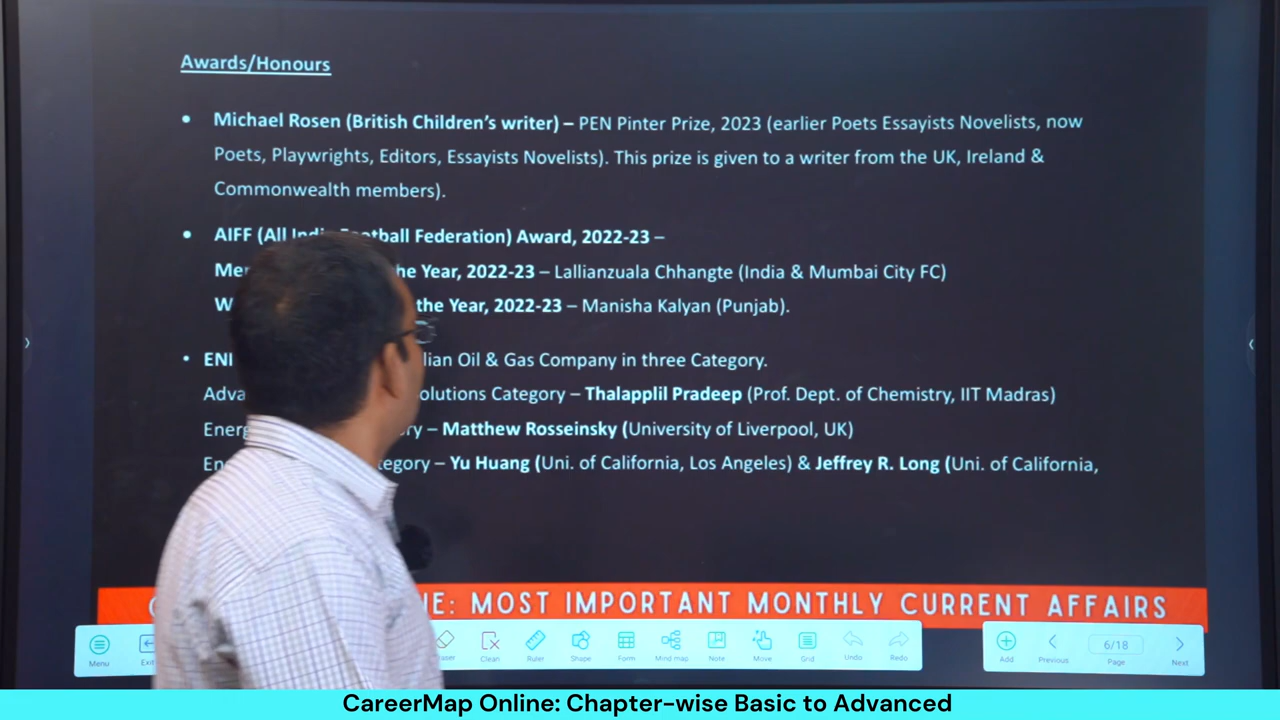 Awards/Honours
• Michael Rosen (British Children's writer) – PEN Pinter Prize, 2023 (earlier Poets Essayists Novelists, now
Poets, Playwrights, Editors, Essayists Novelists). This prize is given to a writer from the UK, Ireland &
Commonwealth members).
• AIFF (All India Football Federation) Award, 2022-23 –
the Year, 2022-23 – Lallianzuala Chhangte (India & Mumbai City FC)
the Year, 2022-23 – Manisha Kalyan (Punjab).
• ENI Oil & Gas Company in three Category.
Category – Thalapplil Pradeep (Prof. Dept. of Chemistry, IIT Madras)
– Matthew Rosseinsky (University of Liverpool, UK)
– Yu Huang (Uni. of California, Los Angeles) & Jeffrey R. Long (Uni. of California,
MOST IMPORTANT MONTHLY CURRENT AFFAIRS
Menu Clean Ruler Shape Form Mind map Note Move Grid Undo Redo Add Previous 6/18 Page Next
CareerMap Online: Chapter-wise Basic to Advanced